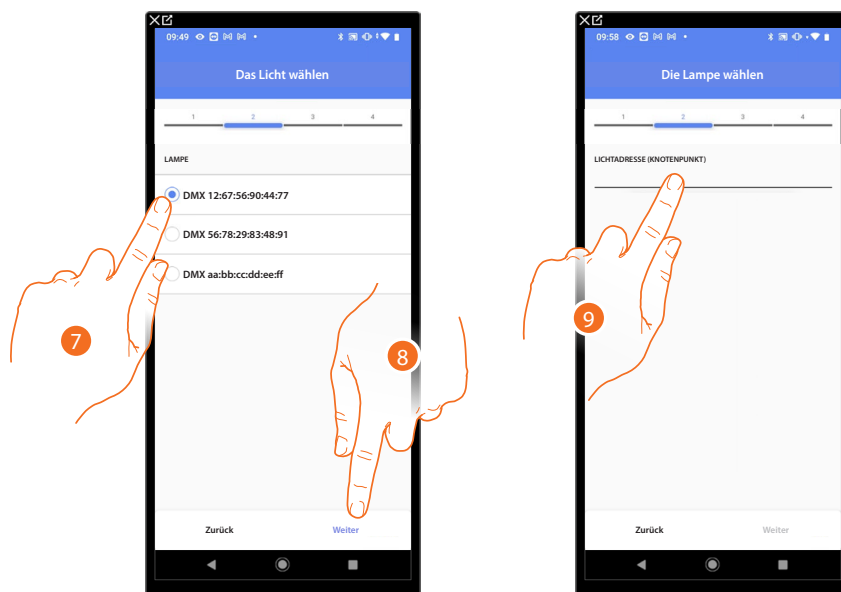 09:49
Das Licht wählen
1 2 3 4
LAMPE
DMX 12:67:56:90:44:77
DMX 56:78:29:83:48:91
DMX aa:bb:cc:dd:ee:ff
7
8
Zurück Weiter
09:58
Die Lampe wählen
1 2 3 4
LICHTADRESSE (KNOTENPUNKT)
9
Zurück Weiter